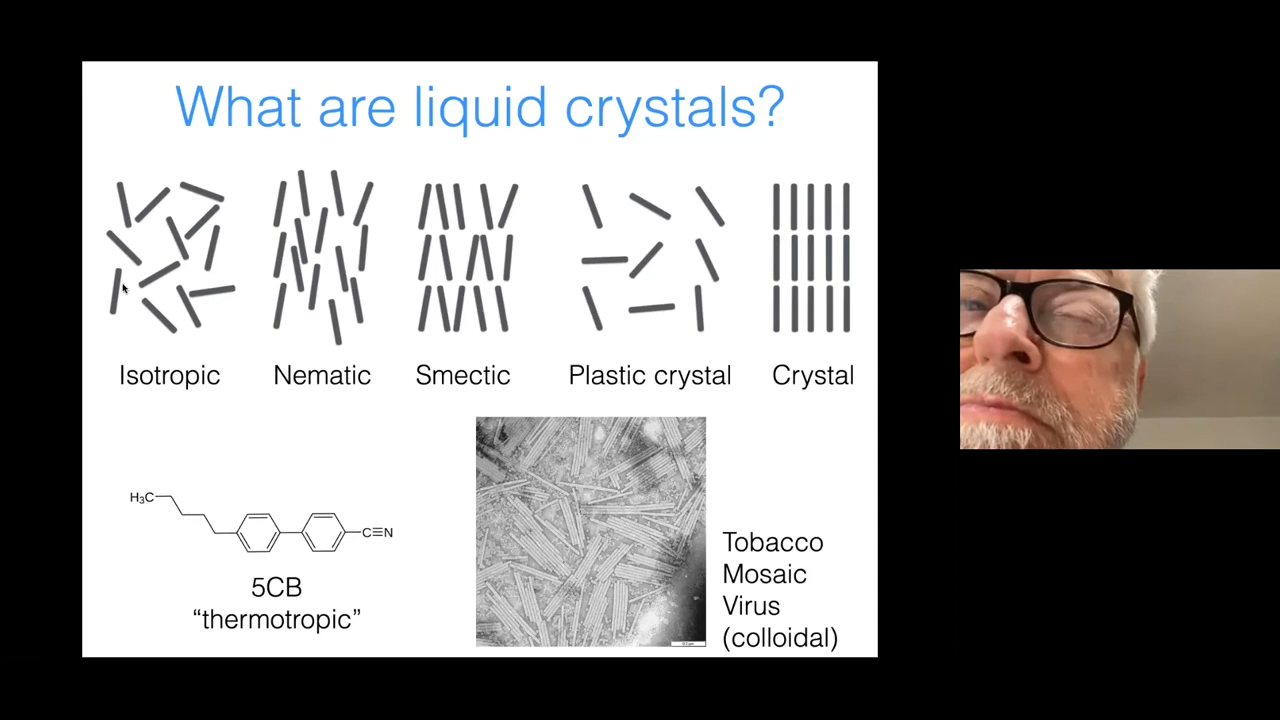 What are liquid crystals?
Isotropic
Nematic
Smectic
Plastic crystal
Crystal
H₃C
C≡N
5CB
“thermotropic”
Tobacco
Mosaic
Virus
(colloidal)